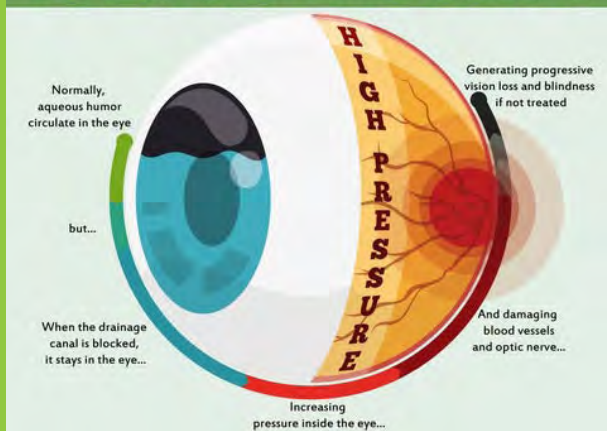 Normally,
aqueous humor
circulate in the eye
but...
When the drainage
canal is blocked,
it stays in the eye...
Increasing
pressure inside the eye...
And damaging
blood vessels
and optic nerve...
Generating progressive
vision loss and blindness
if not treated
HIGH PRESSURE